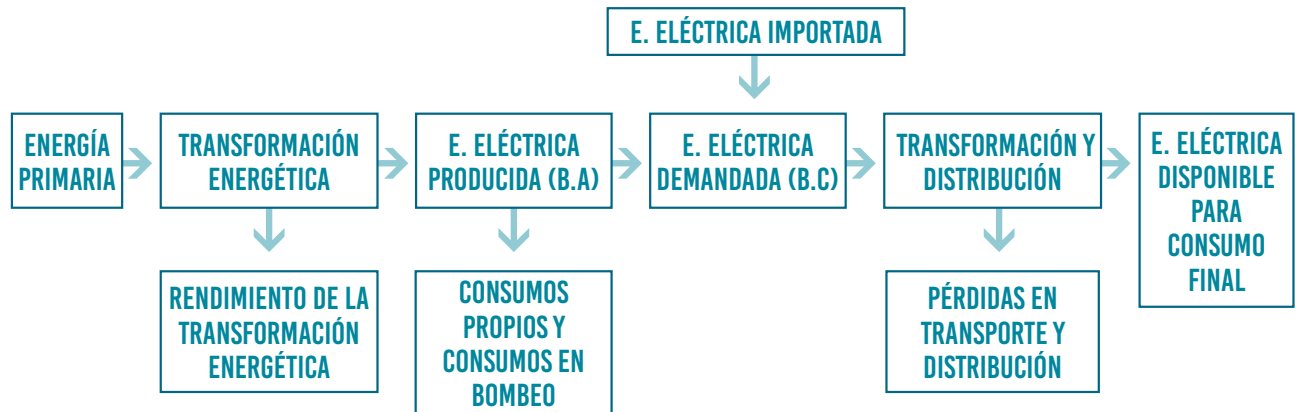 E. ELÉCTRICA IMPORTADA
ENERGÍA
PRIMARIA
TRANSFORMACIÓN
ENERGÉTICA
E. ELÉCTRICA
PRODUCIDA (B.A)
E. ELÉCTRICA
DEMANDADA (B.C)
TRANSFORMACIÓN Y
DISTRIBUCIÓN
E. ELÉCTRICA
DISPONIBLE
PARA
CONSUMO
FINAL
RENDIMIENTO DE LA
TRANSFORMACIÓN
ENERGÉTICA
CONSUMOS
PROPIOS Y
CONSUMOS EN
BOMBEO
PÉRDIDAS EN
TRANSPORTE Y
DISTRIBUCIÓN